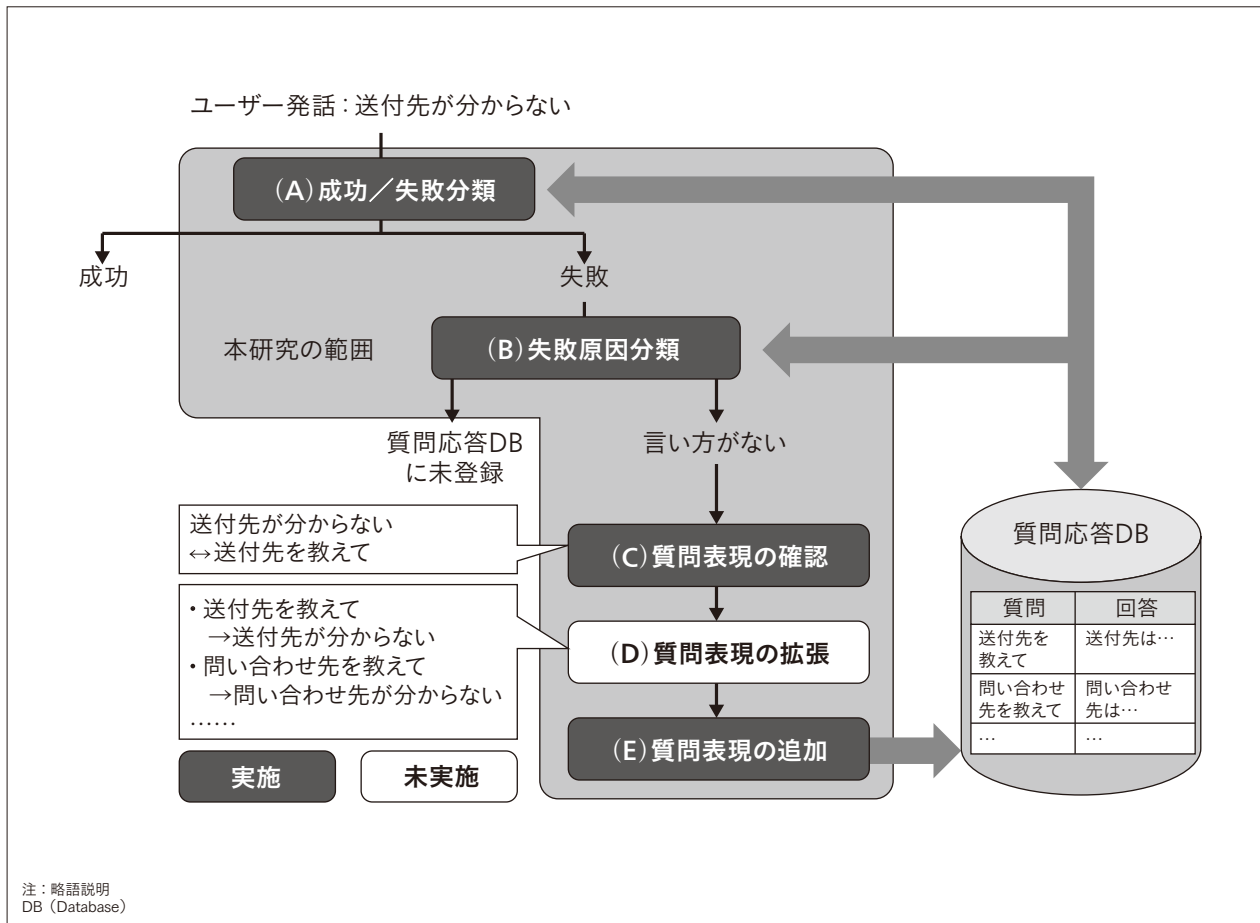 ユーザー発話：送付先が分からない
(A)成功／失敗分類
成功
失敗
本研究の範囲
(B)失敗原因分類
質問応答DB
に未登録
言い方がない
送付先が分からない
↔送付先を教えて
(C)質問表現の確認
・送付先を教えて
→送付先が分からない
・問い合わせ先を教えて
→問い合わせ先が分からない
……
(D)質問表現の拡張
(E)質問表現の追加
実施
未実施
質問応答DB
質問 回答
送付先を 送付先は…
教えて
問い合わせ 問い合わせ
先を教えて 先は…
… …
注：略語説明
DB（Database）